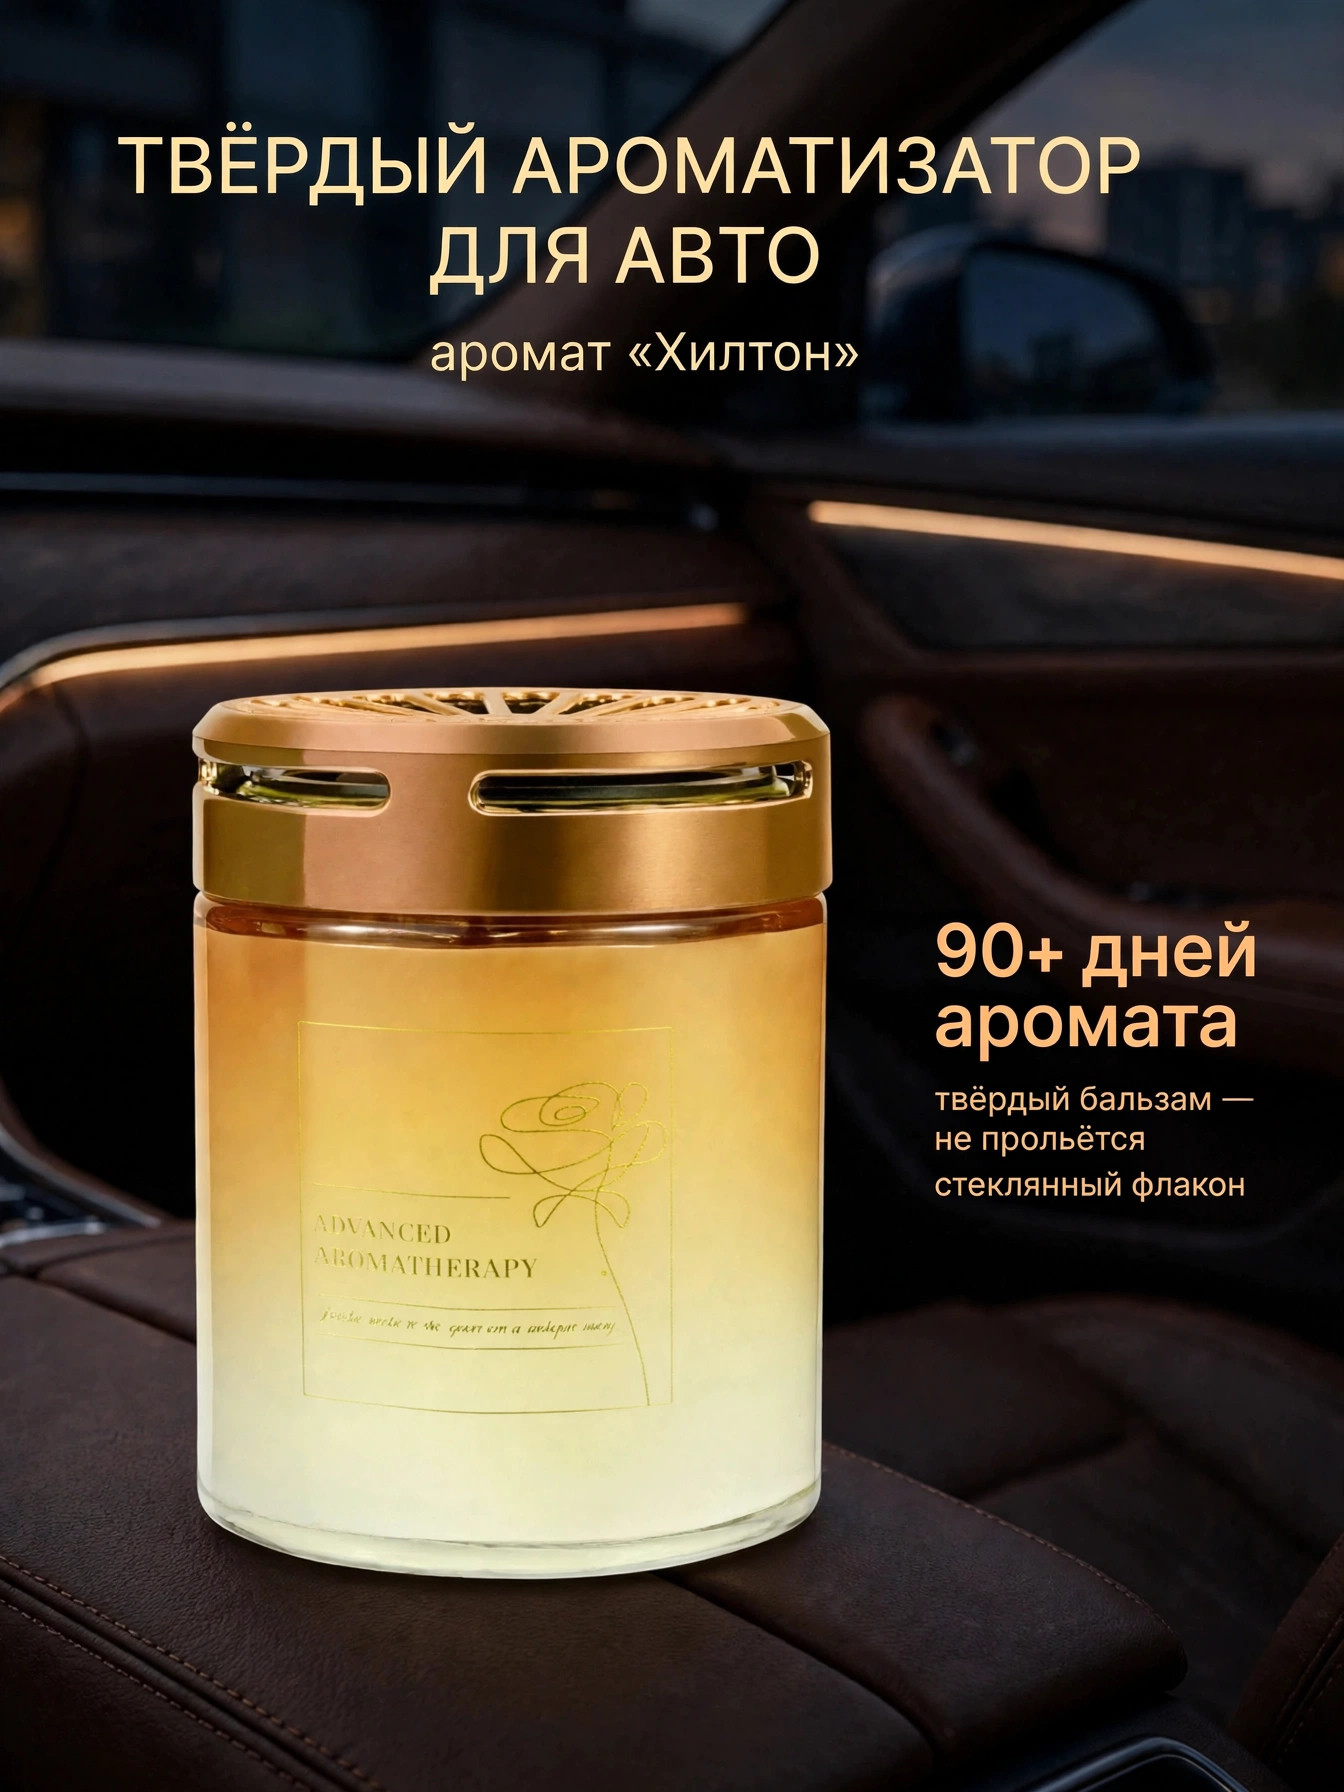 ТВЁРДЫЙ АРОМАТИЗАТОР
ДЛЯ АВТО
аромат «Хилтон»
90+ дней
аромата
твёрдый бальзам —
не прольётся
стеклянный флакон
ADVANCED
AROMATHERAPY